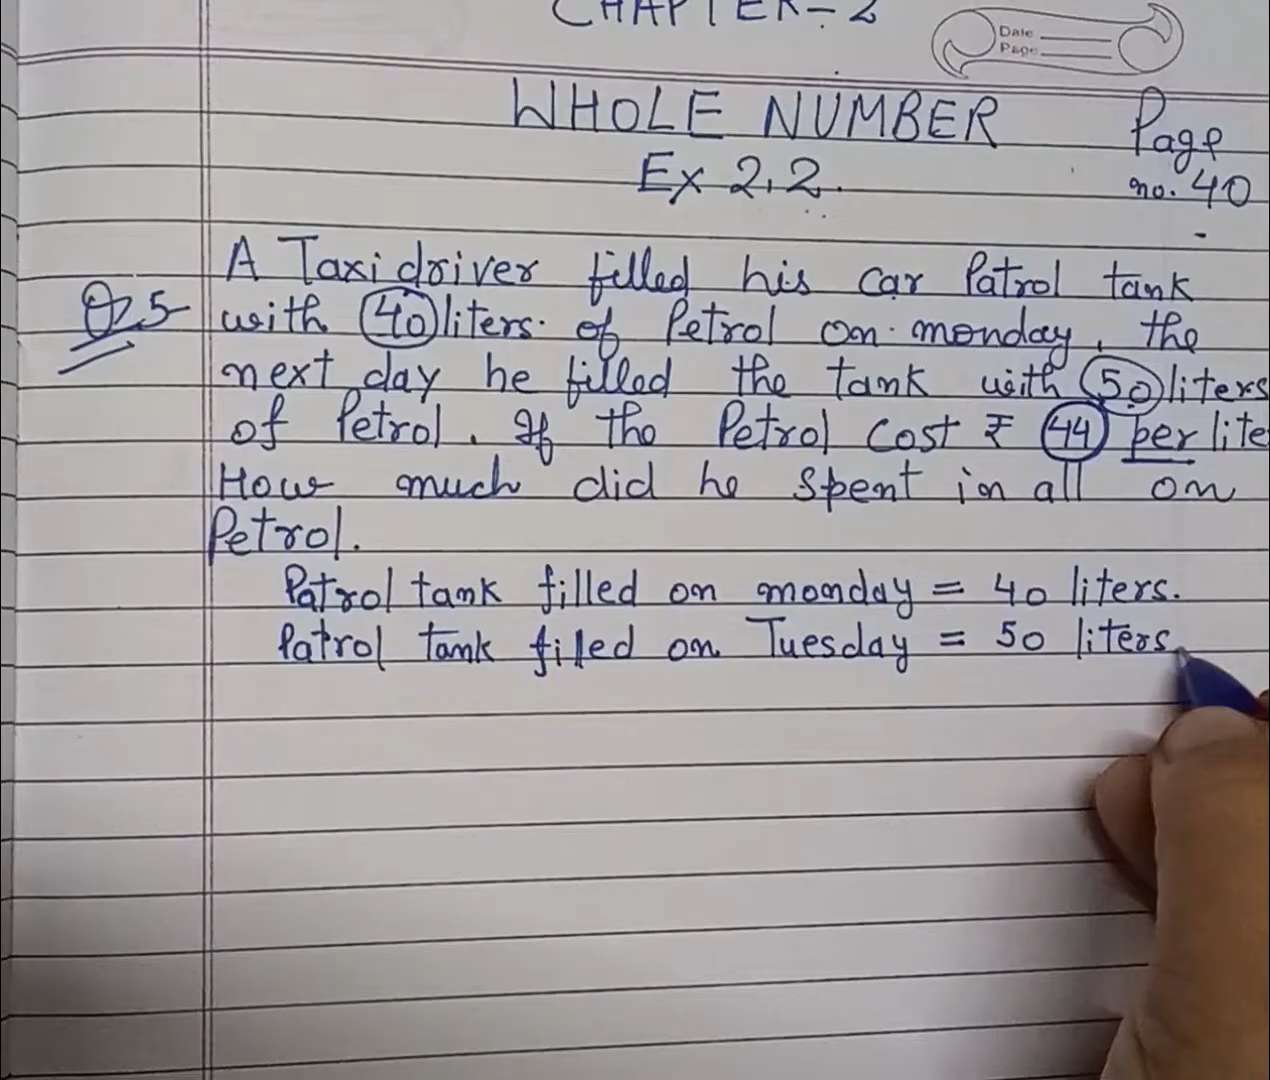 CHAPTER-2
Date
Page
WHOLE NUMBER
Page
Ex 2.2.
no. 40
A Taxi driver filled his car Patrol tank
Q.5 with 40 liters. of Petrol on monday, the
next day he filled the tank with 50 liters
of Petrol. If the Petrol cost ₹ 44 per lite
How much did he spent in all on
Petrol.
Patrol tank filled on monday = 40 liters.
Patrol tank filled on Tuesday = 50 liters.